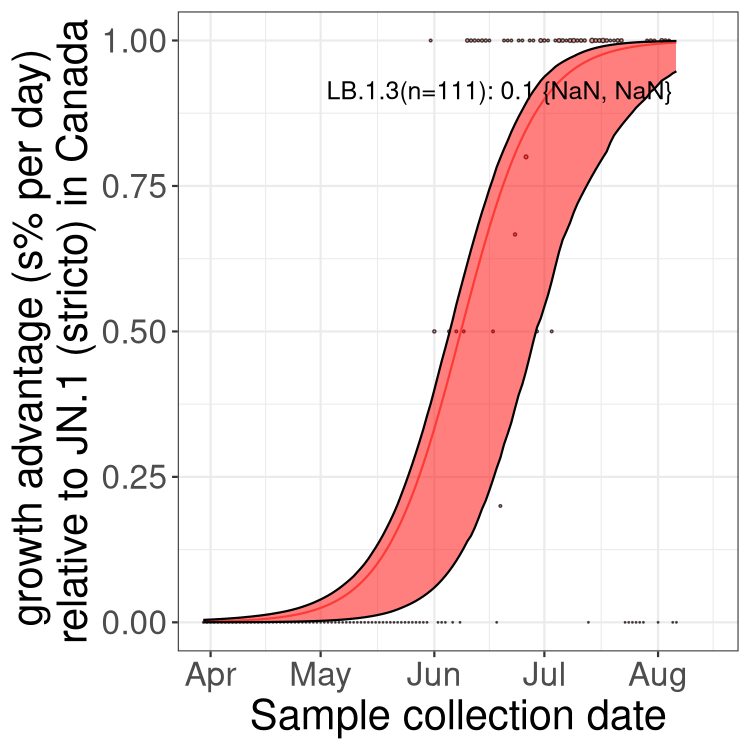 growth advantage (s% per day)
relative to JN.1 (stricto) in Canada
1.00
0.75
0.50
0.25
0.00
LB.1.3(n=111): 0.1 {NaN, NaN}
Apr May Jun Jul Aug
Sample collection date